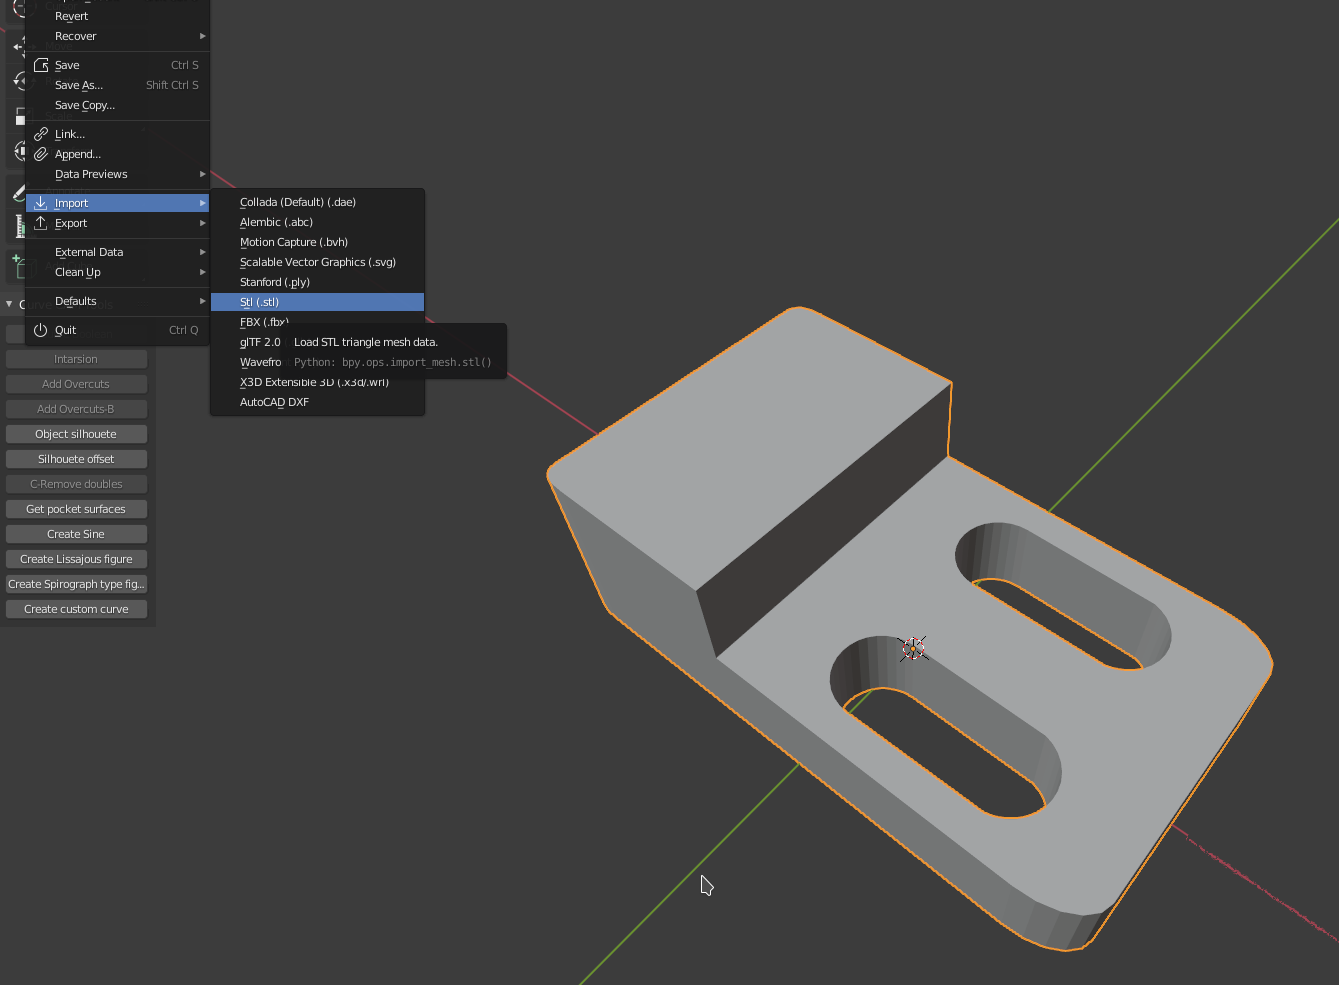 Revert
Recover
Save Ctrl S
Save As... Shift Ctrl S
Save Copy...
Link...
Append...
Data Previews
Import
Export
External Data
Clean Up
Defaults
Quit Ctrl Q
Collada (Default) (.dae)
Alembic (.abc)
Motion Capture (.bvh)
Scalable Vector Graphics (.svg)
Stanford (.ply)
Stl (.stl)
FBX (.fbx)
glTF 2.0
Wavefro
X3D Extensible 3D (.x3d/.wrl)
AutoCAD DXF
Load STL triangle mesh data.
Python: bpy.ops.import_mesh.stl()
Intarsion
Add Overcuts
Add Overcuts-B
Object silhouete
Silhouete offset
C-Remove doubles
Get pocket surfaces
Create Sine
Create Lissajous figure
Create Spirograph type fig...
Create custom curve